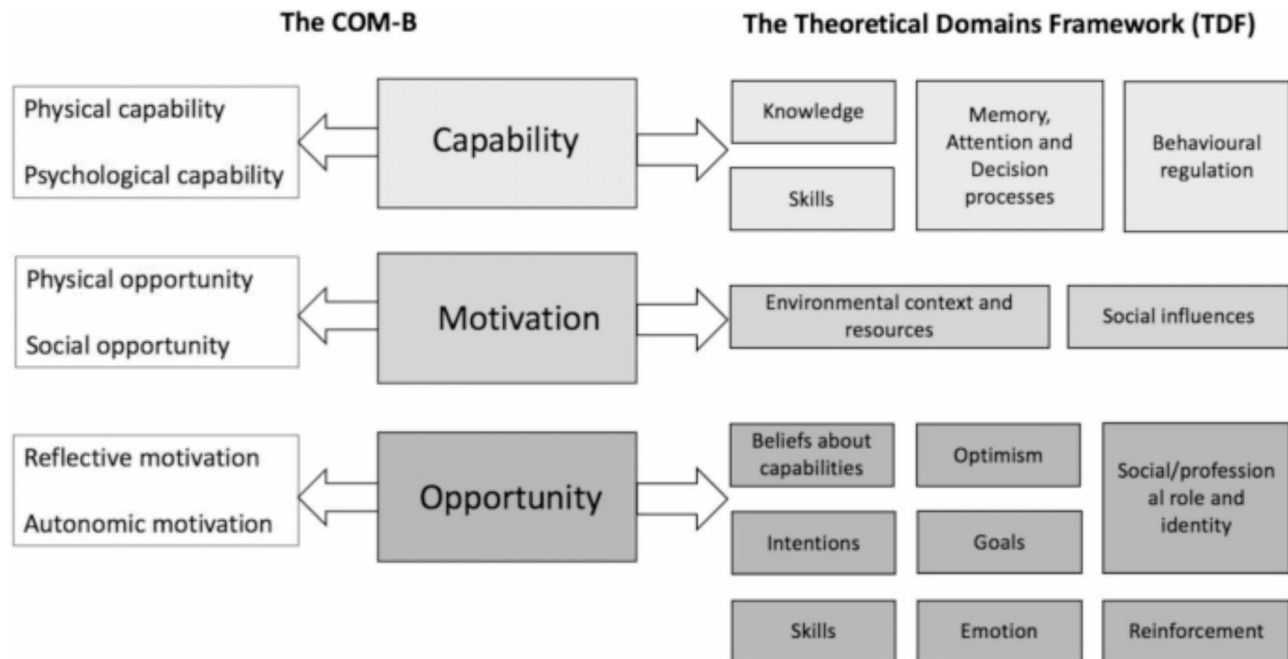 The COM-B
The Theoretical Domains Framework (TDF)
Physical capability
Psychological capability
Capability
Knowledge
Skills
Memory,
Attention and
Decision
processes
Behavioural
regulation
Physical opportunity
Social opportunity
Motivation
Environmental context and
resources
Social influences
Reflective motivation
Autonomic motivation
Opportunity
Beliefs about
capabilities
Optimism
Social/profession
al role and
identity
Intentions
Goals
Skills
Emotion
Reinforcement